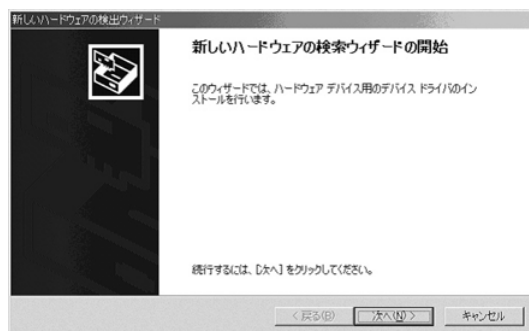 新しいハードウェアの検出ウィザード
新しいハードウェアの検索ウィザードの開始
このウィザードでは、ハードウェア デバイス用のデバイス ドライバのイン
ストールを行います。
続行するには、[次へ] をクリックしてください。
< 戻る(B)
次へ(N) >
キャンセル